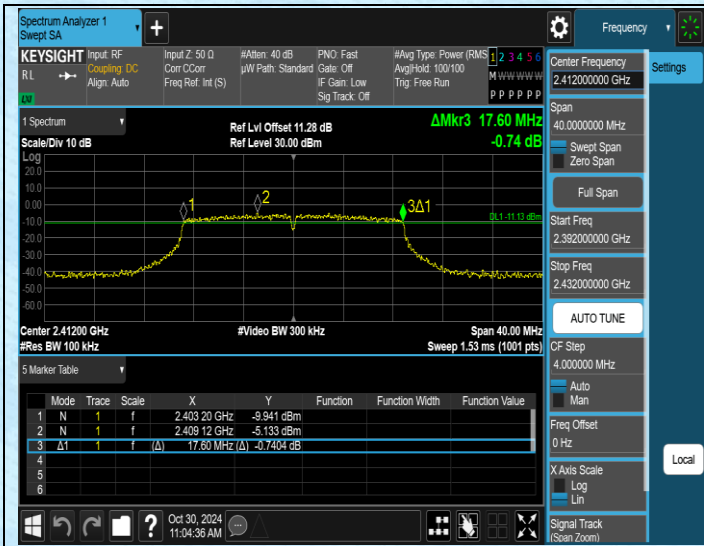 Spectrum Analyzer 1
Swept SA
Frequency
KEYSIGHT
R L
LXI
Input: RF
Coupling: DC
Align: Auto
Input Z: 50 Ω
Corr CCorr
Freq Ref: Int (S)
#Atten: 40 dB
µW Path: Standard
PNO: Fast
Gate: Off
IF Gain: Low
Sig Track: Off
#Avg Type: Power (RMS
Avg|Hold: 100/100
Trig: Free Run
1 2 3 4 5 6
M W W W W W
P P P P P P
1 Spectrum
Scale/Div 10 dB
Ref Lvl Offset 11.28 dB
Ref Level 30.00 dBm
ΔMkr3 17.60 MHz
-0.74 dB
Log
20.0
10.0
0.00
-10.0
-20.0
-30.0
-40.0
-50.0
-60.0
1
2
3Δ1
DL1 -11.13 dBm
Center 2.41200 GHz
#Res BW 100 kHz
#Video BW 300 kHz
Span 40.00 MHz
Sweep 1.53 ms (1001 pts)
5 Marker Table
Mode Trace Scale X Y Function Function Width Function Value
1 N 1 f 2.403 20 GHz -9.941 dBm
2 N 1 f 2.409 12 GHz -5.133 dBm
3 Δ1 1 f (Δ) 17.60 MHz (Δ) -0.7404 dB
4
5
6
Oct 30, 2024
11:04:36 AM
?
Center Frequency
2.412000000 GHz
Span
40.0000000 MHz
Swept Span
Zero Span
Full Span
Start Freq
2.392000000 GHz
Stop Freq
2.432000000 GHz
AUTO TUNE
CF Step
4.000000 MHz
Auto
Man
Freq Offset
0 Hz
X Axis Scale
Log
Lin
Signal Track
(Span Zoom)
Settings
Local